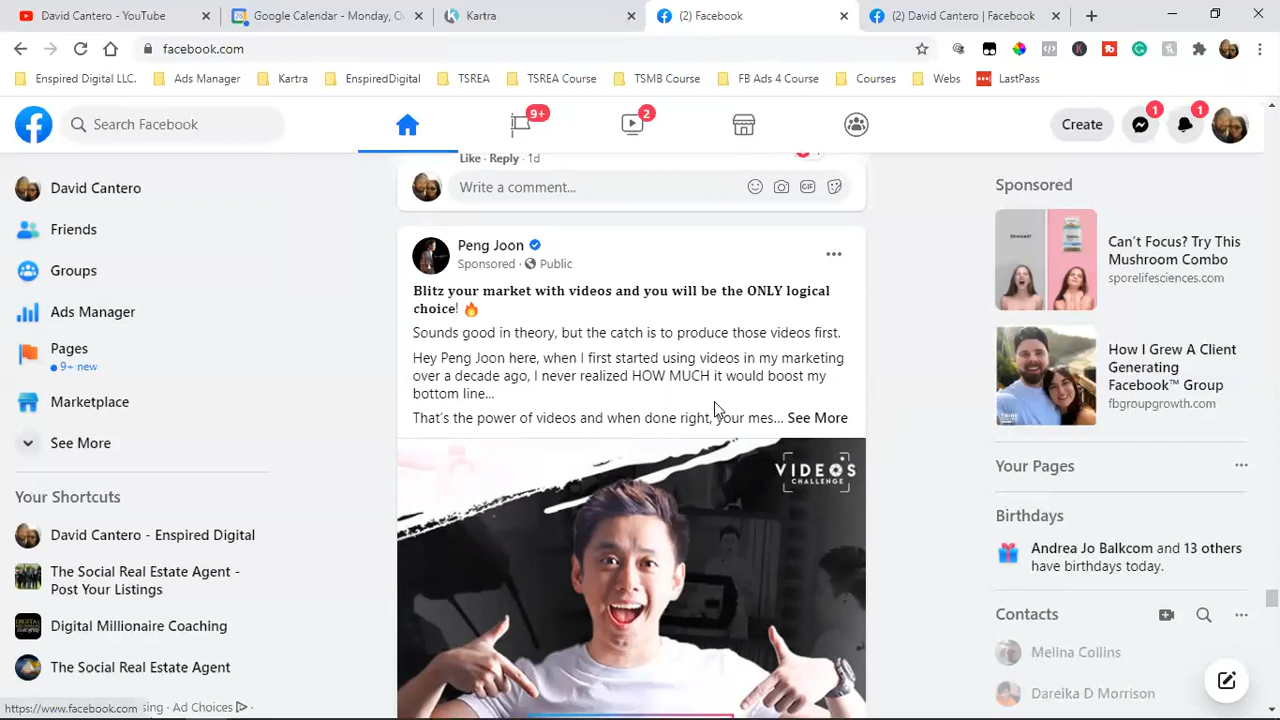 David Cantero - YouTube
Google Calendar - Monday, O
Kartra
(2) Facebook
(2) David Cantero | Facebook
facebook.com
Enspired Digital LLC.
Ads Manager
Kartra
EnspiredDigital
TSREA
TSREA Course
TSMB Course
FB Ads 4 Course
Courses
Webs
LastPass
Search Facebook
9+
2
Create
1
1
David Cantero
Friends
Groups
Ads Manager
Pages
9+ new
Marketplace
See More
Your Shortcuts
David Cantero - Enspired Digital
The Social Real Estate Agent -
Post Your Listings
Digital Millionaire Coaching
The Social Real Estate Agent
https://www.facebook.com
sing · Ad Choices
Like · Reply · 1d
Write a comment...
GIF
Peng Joon
Sponsored · Public
Blitz your market with videos and you will be the ONLY logical
choice! 🔥
Sounds good in theory, but the catch is to produce those videos first.
Hey Peng Joon here, when I first started using videos in my marketing
over a decade ago, I never realized HOW MUCH it would boost my
bottom line...
That's the power of videos and when done right, your mes... See More
VIDEOS
CHALLENGE
Sponsored
Stressed?
Can't Focus? Try This
Mushroom Combo
sporelifesciences.com
How I Grew A Client
Generating
Facebook™ Group
fbgroupgrowth.com
Your Pages
Birthdays
Andrea Jo Balkcom and 13 others
have birthdays today.
Contacts
Melina Collins
Dareika D Morrison